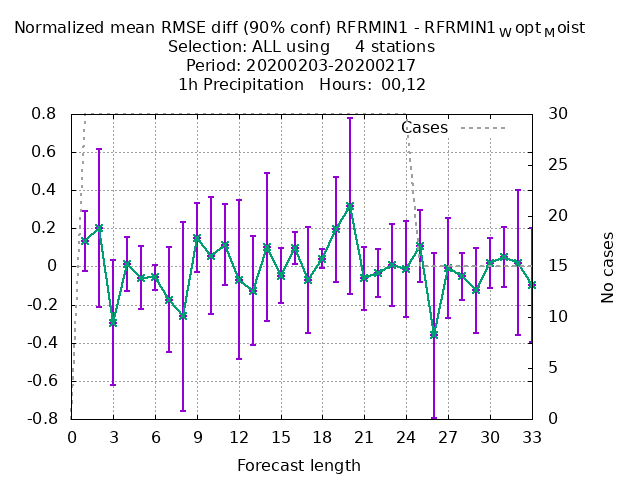 Normalized mean RMSE diff (90% conf) RFRMIN1 - RFRMIN1WoptMoist
Selection: ALL using 4 stations
Period: 20200203-20200217
1h Precipitation Hours: 00,12
Cases
0.8
0.6
0.4
0.2
0
-0.2
-0.4
-0.6
-0.8
30
25
20
15
10
5
0
No cases
0 3 6 9 12 15 18 21 24 27 30 33
Forecast length